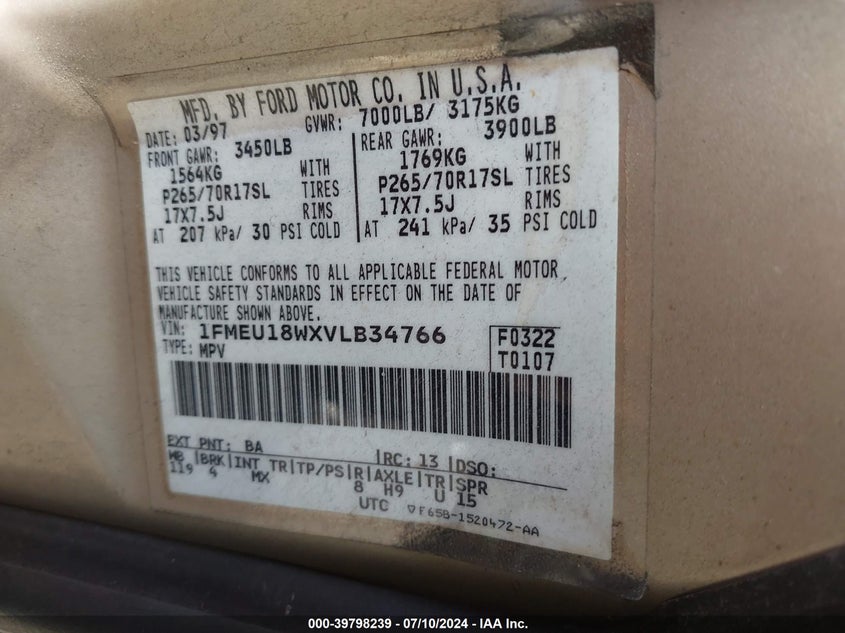 MFD. BY FORD MOTOR CO. IN U.S.A.
DATE: 03/97 GVWR: 7000LB/ 3175KG
FRONT GAWR: 3450LB REAR GAWR: 3900LB
1564KG WITH 1769KG WITH
P265/70R17SL TIRES P265/70R17SL TIRES
17X7.5J RIMS 17X7.5J RIMS
AT 207 kPa/ 30 PSI COLD AT 241 kPa/ 35 PSI COLD
THIS VEHICLE CONFORMS TO ALL APPLICABLE FEDERAL MOTOR
VEHICLE SAFETY STANDARDS IN EFFECT ON THE DATE OF
MANUFACTURE SHOWN ABOVE.
VIN: 1FMEU18WXVLB34766 F0322
TYPE: MPV T0107
EXT PNT: BA RC: 13 DSO:
WB BRK INT TR TP/PS R AXLE TR SPR
119 4 MX 8 H9 U 15
UTC ▽F65B-1520472-AA
000-39798239 - 07/10/2024 - IAA Inc.